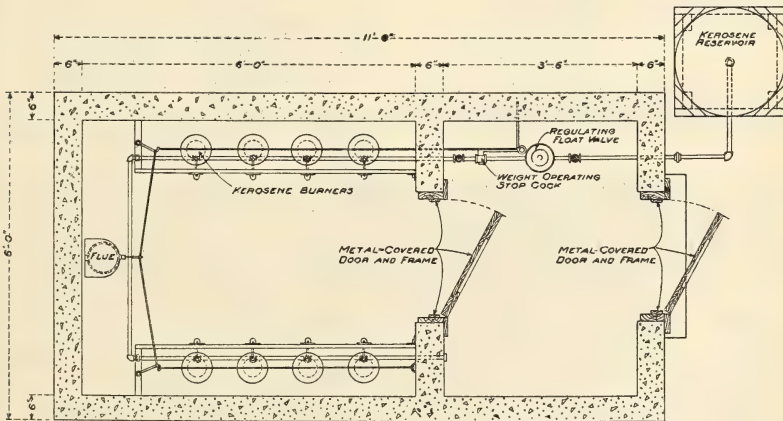 11'
KEROSENE
RESERVOIR
6"
6'-0"
6"
3'-6"
6"
6"
REGULATING
FLOAT VALVE
KEROSENE BURNERS
WEIGHT OPERATING
STOP COCK
6'-0"
FLUE
METAL-COVERED
DOOR AND FRAME
METAL-COVERED
DOOR AND FRAME
6"